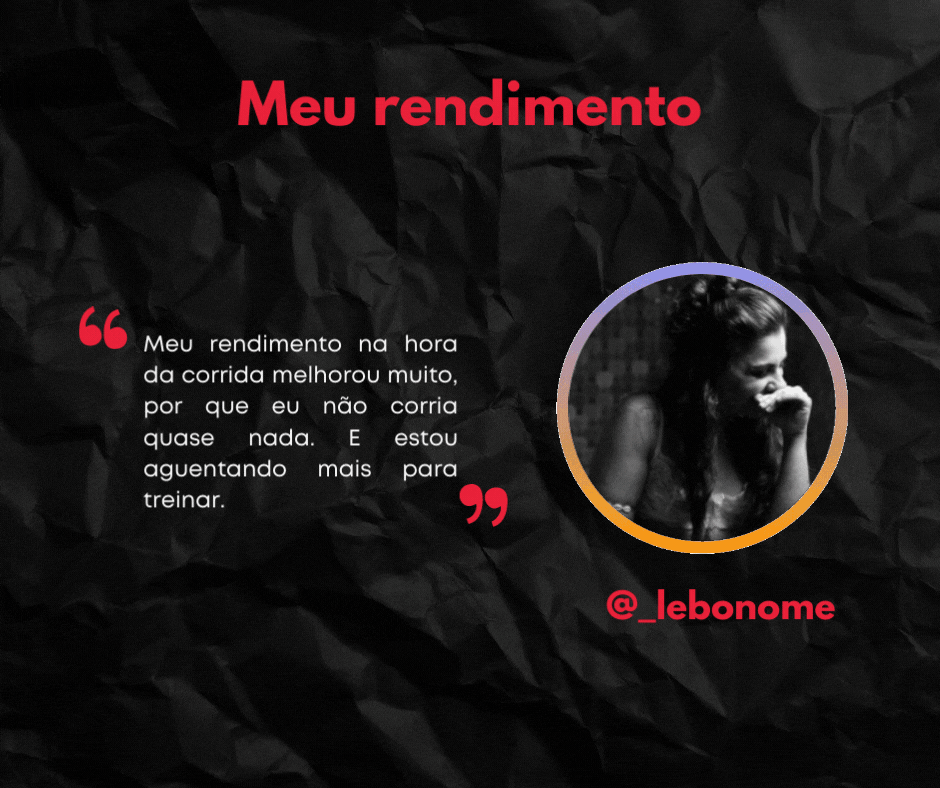 Meu rendimento
“
Meu rendimento na hora
da corrida melhorou muito,
por que eu não corria
quase nada. E estou
aguentando mais para
treinar.
”
@_lebonome